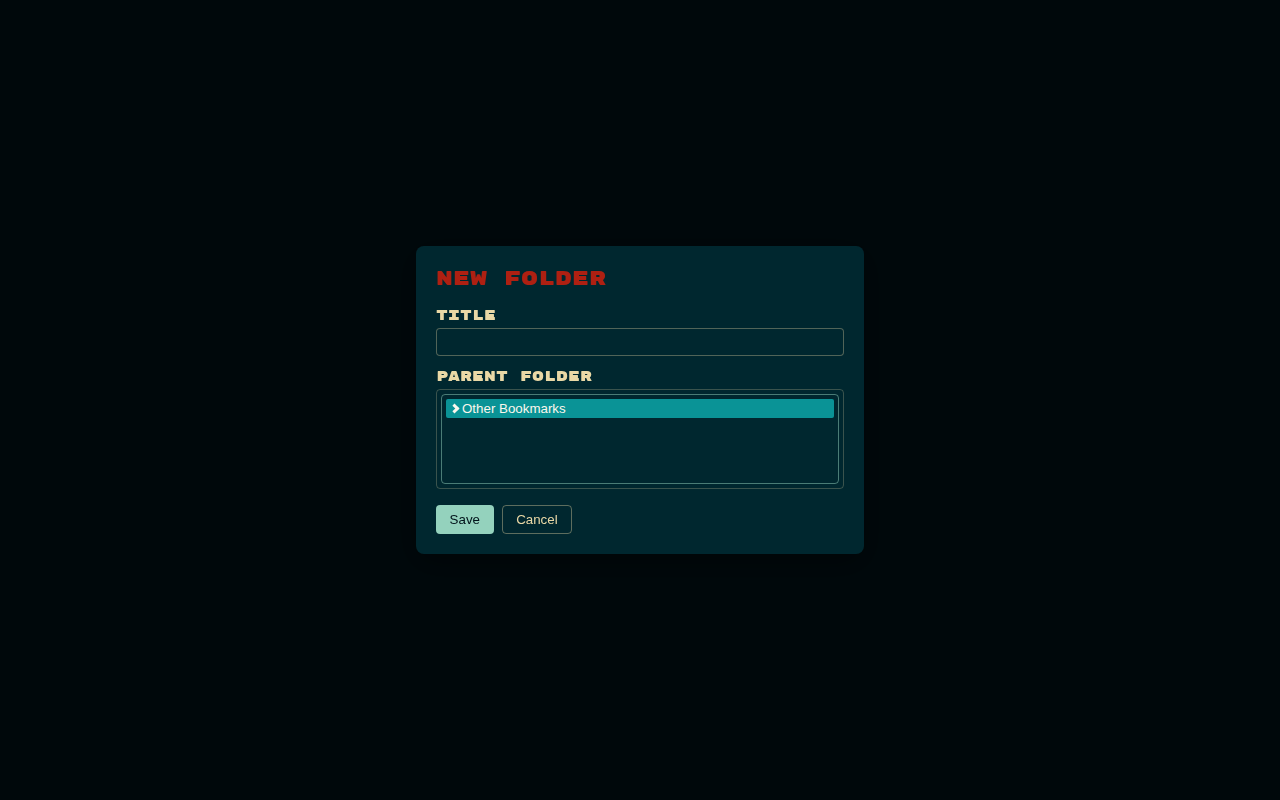 NEW FOLDER
TITLE
PARENT FOLDER
Other Bookmarks
Save
Cancel